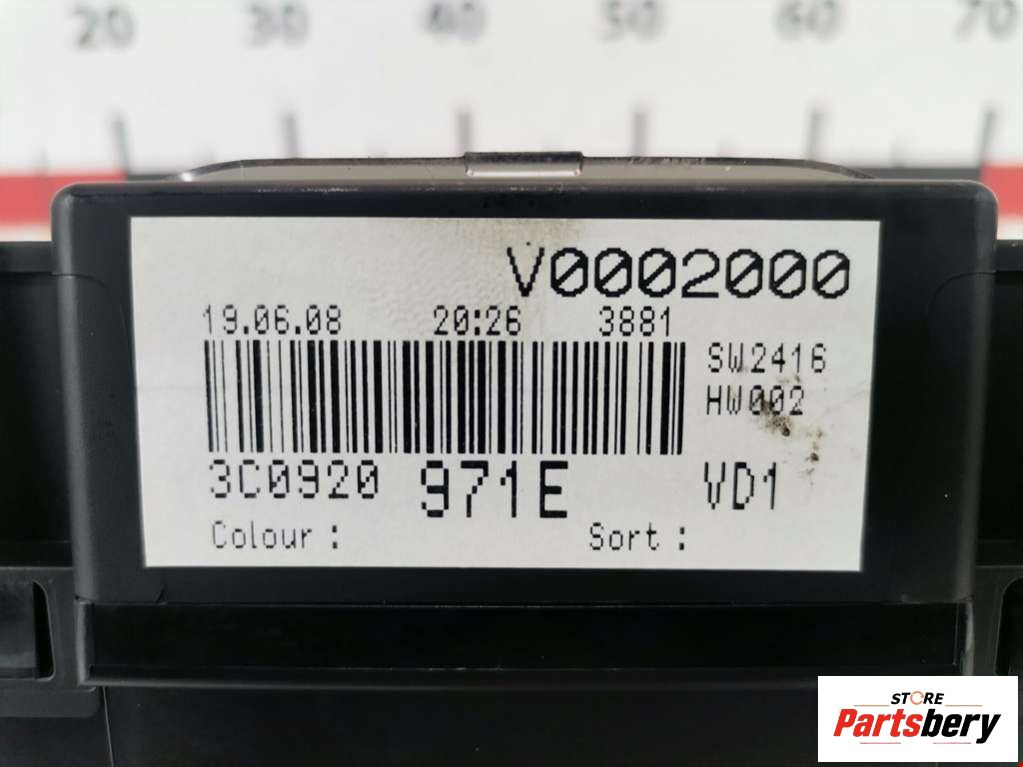 20 30 40 50 60 70
V0002000
19.06.08 20:26 3881
SW2416
HW002
3C0920 971E VD1
Colour : Sort :
STORE
Partsbery